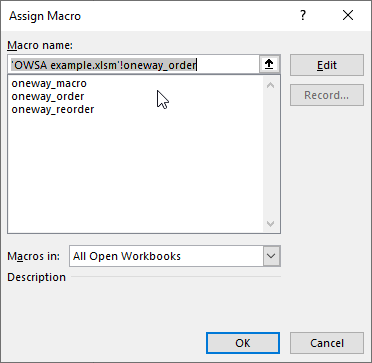 Assign Macro
?
Macro name:
'OWSA example.xlsm'!oneway_order
Edit
Record...
oneway_macro
oneway_order
oneway_reorder
Macros in:
All Open Workbooks
Description
OK
Cancel